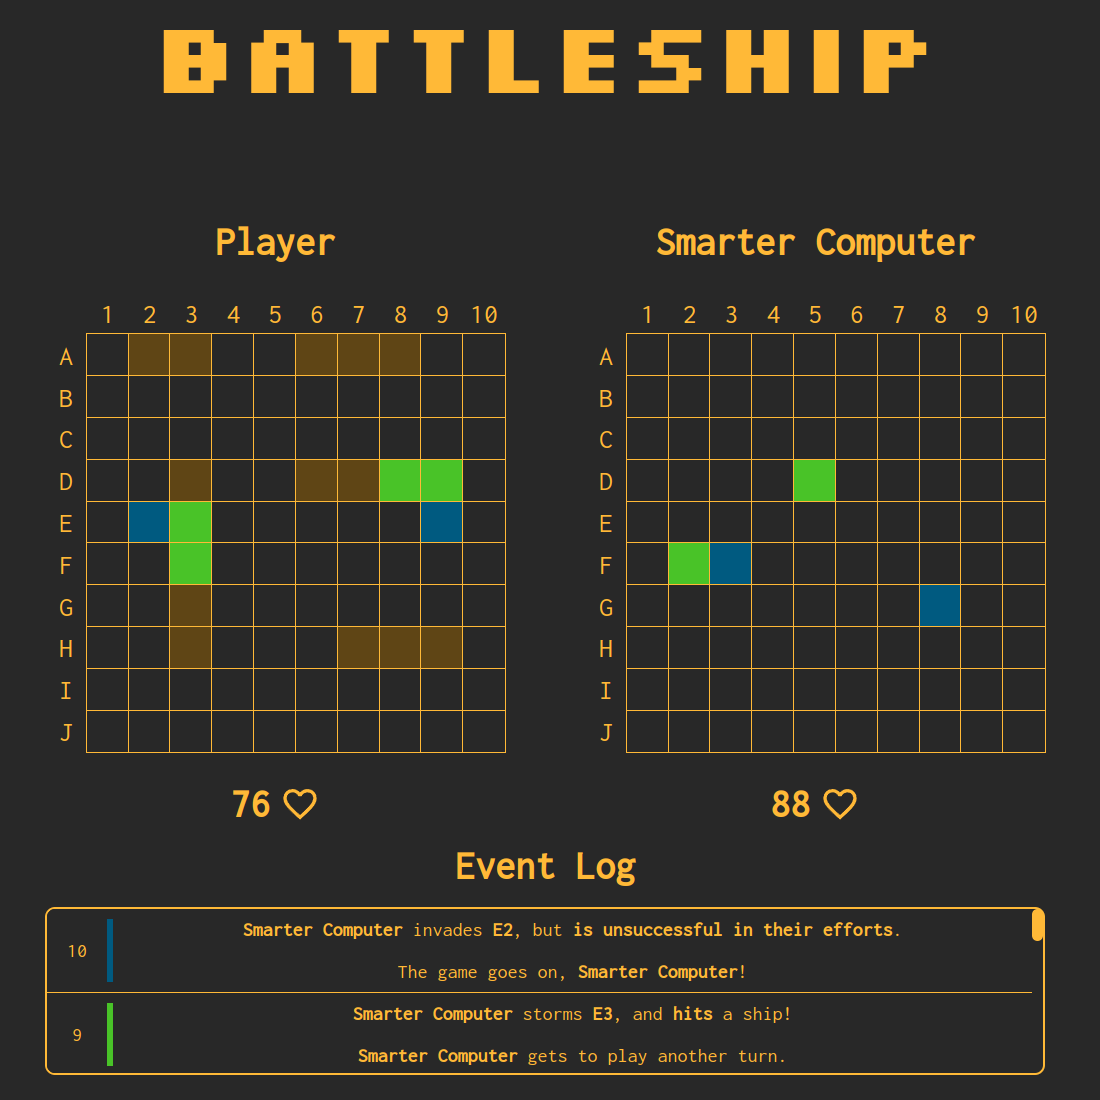 BATTLESHIP
Player
Smarter Computer
1 2 3 4 5 6 7 8 9 10
A
B
C
D
E
F
G
H
I
J
1 2 3 4 5 6 7 8 9 10
A
B
C
D
E
F
G
H
I
J
76
88
Event Log
10
Smarter Computer invades E2, but is unsuccessful in their efforts.
The game goes on, Smarter Computer!
9
Smarter Computer storms E3, and hits a ship!
Smarter Computer gets to play another turn.